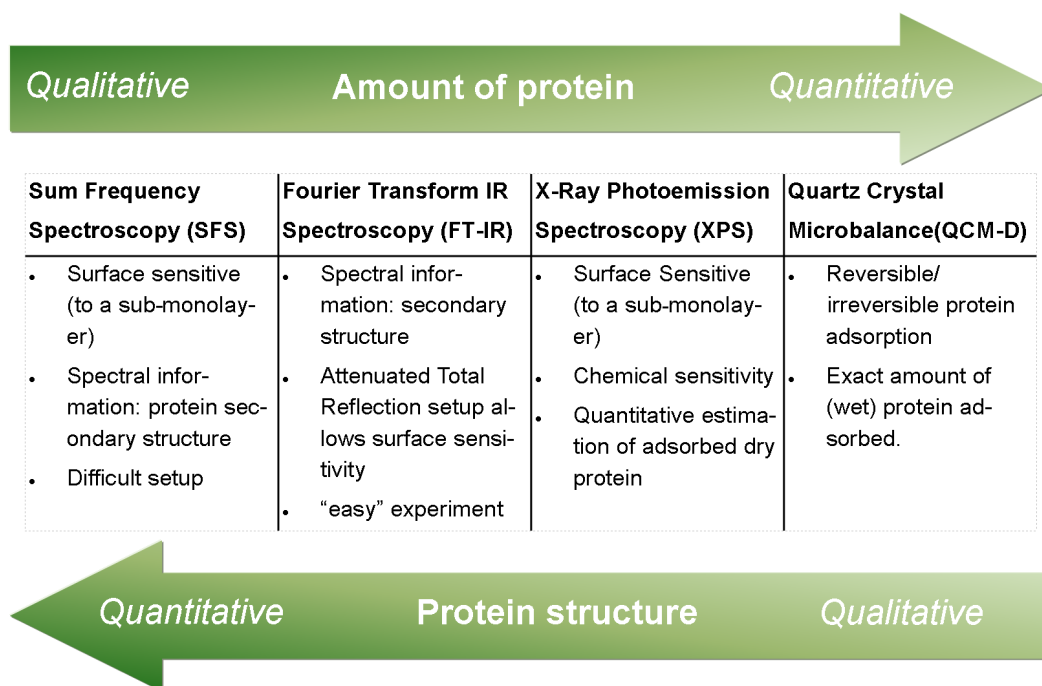 Qualitative Amount of protein Quantitative
Sum Frequency
Spectroscopy (SFS)
• Surface sensitive
(to a sub-monolay-
er)
• Spectral infor-
mation: protein sec-
ondary structure
• Difficult setup
Fourier Transform IR
Spectroscopy (FT-IR)
• Spectral infor-
mation: secondary
structure
• Attenuated Total
Reflection setup al-
lows surface sensi-
tivity
• “easy” experiment
X-Ray Photoemission
Spectroscopy (XPS)
• Surface Sensitive
(to a sub-monolay-
er)
• Chemical sensitivity
• Quantitative estima-
tion of adsorbed dry
protein
Quartz Crystal
Microbalance(QCM-D)
• Reversible/
irreversible protein
adsorption
• Exact amount of
(wet) protein ad-
sorbed.
Quantitative Protein structure Qualitative